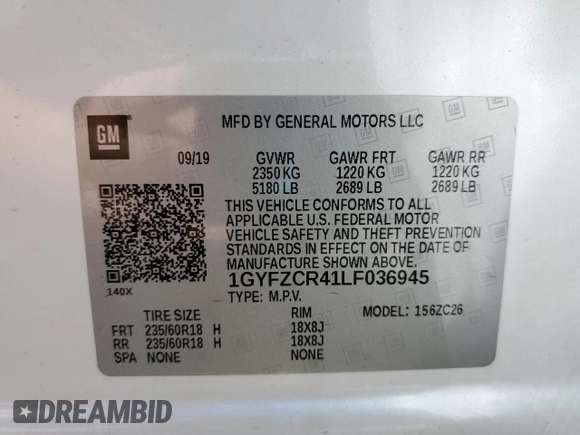 GM
MFD BY GENERAL MOTORS LLC
09/19 GVWR GAWR FRT GAWR RR
2350 KG 1220 KG 1220 KG
5180 LB 2689 LB 2689 LB
THIS VEHICLE CONFORMS TO ALL
APPLICABLE U.S. FEDERAL MOTOR
VEHICLE SAFETY AND THEFT PREVENTION
STANDARDS IN EFFECT ON THE DATE OF
MANUFACTURE SHOWN ABOVE.
140X 1GYFZCR41LF036945
TYPE: M.P.V.
TIRE SIZE RIM MODEL: 156ZC26
FRT 235/60R18 H 18X8J
RR 235/60R18 H 18X8J
SPA NONE NONE
DREAMBID